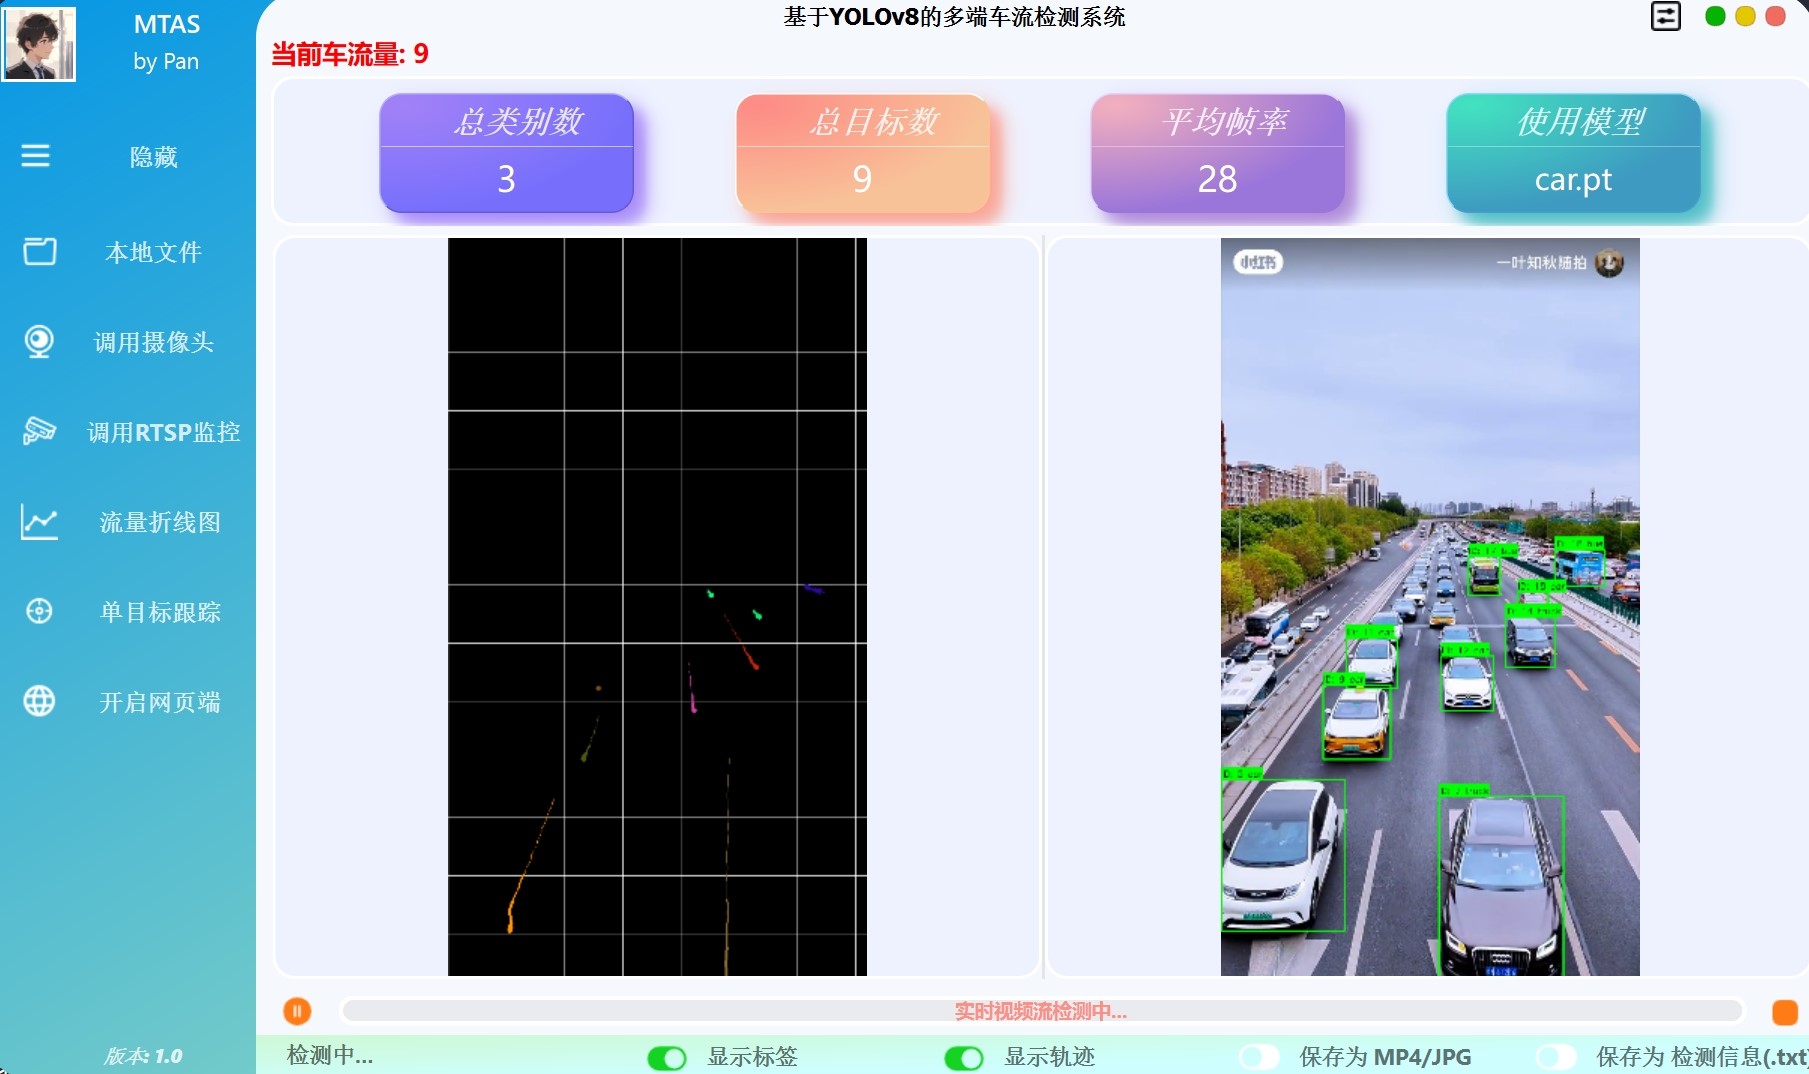 MTAS
by Pan
隐藏
本地文件
调用摄像头
调用RTSP监控
流量折线图
单目标跟踪
开启网页端
版本: 1.0
基于YOLOv8的多端车流检测系统
当前车流量: 9
总类别数
3
总目标数
9
平均帧率
28
使用模型
car.pt
小红书
一叶知秋随拍
实时视频流检测中...
检测中...
显示标签
显示轨迹
保存为 MP4/JPG
保存为 检测信息(.txt)